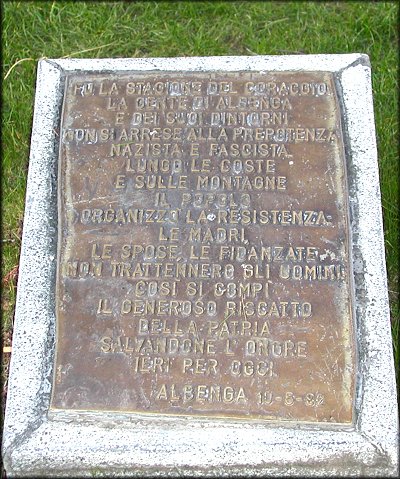 FU LA STAGIONE DEL CORAGGIO
LA GENTE DI ALBENGA
E DEI SUOI DINTORNI
NON SI ARRESE ALLA PREPOTENZA
NAZISTA E FASCISTA
LUNGO LE COSTE
E SULLE MONTAGNE
IL POPOLO
ORGANIZZÒ LA RESISTENZA
LE MADRI,
LE SPOSE, LE FIDANZATE
NON TRATTENNERO GLI UOMINI
COSÌ SI COMPÌ
IL GENEROSO RISCATTO
DELLA PATRIA
SALVANDONE L'ONORE
IERI PER OGGI
ALBENGA